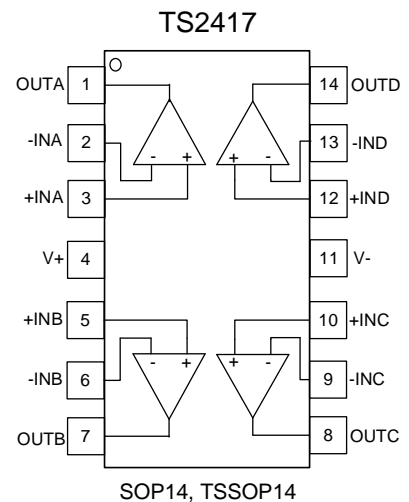 TS2417
OUTA 1 14 OUTD
-INA 2 13 -IND
- + + -
+INA 3 12 +IND
V+ 4 11 V-
+INB 5 10 +INC
- + + -
-INB 6 9 -INC
OUTB 7 8 OUTC
SOP14, TSSOP14